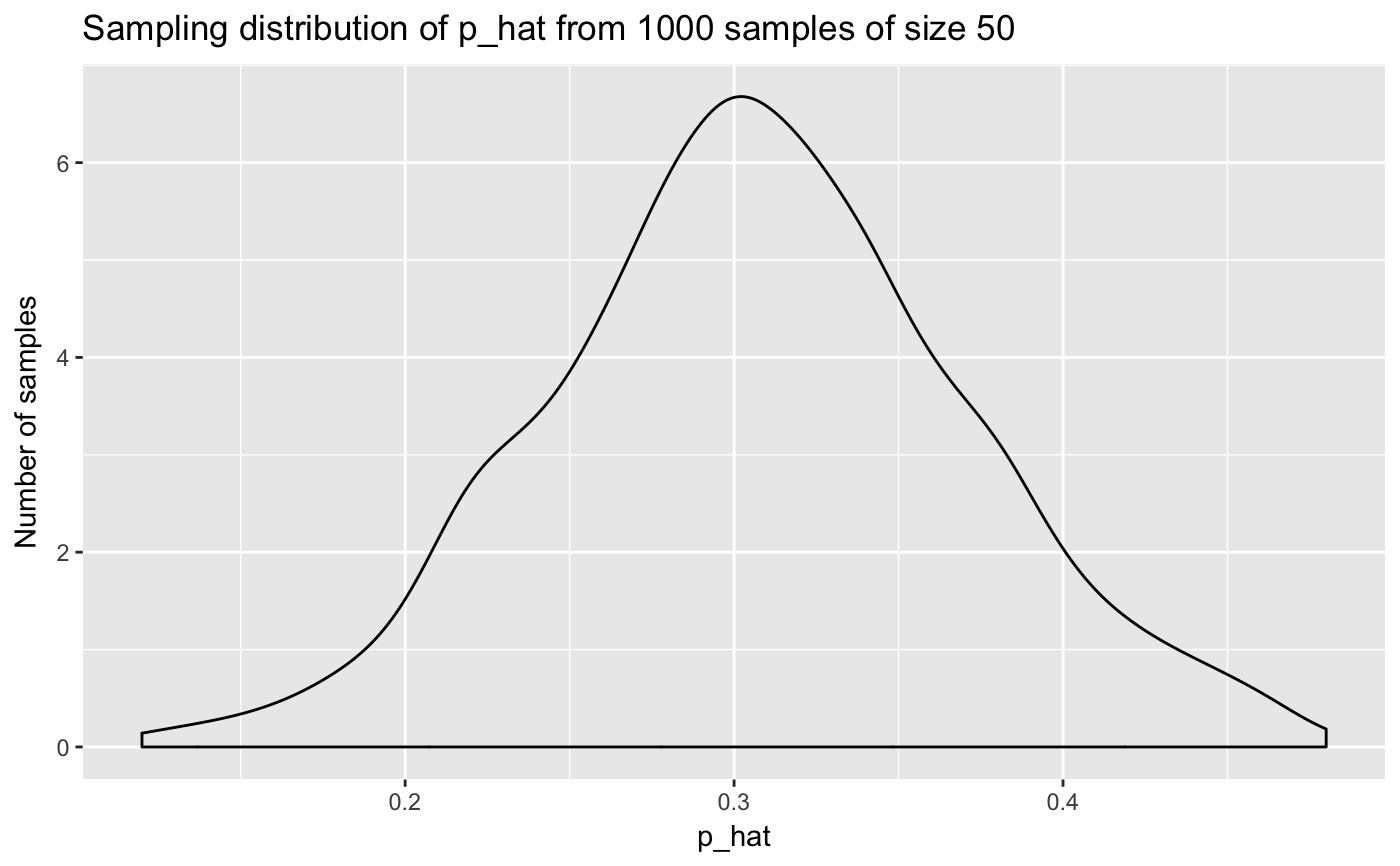 Sampling distribution of p_hat from 1000 samples of size 50
Number of samples
6
4
2
0
0.2 0.3 0.4
p_hat